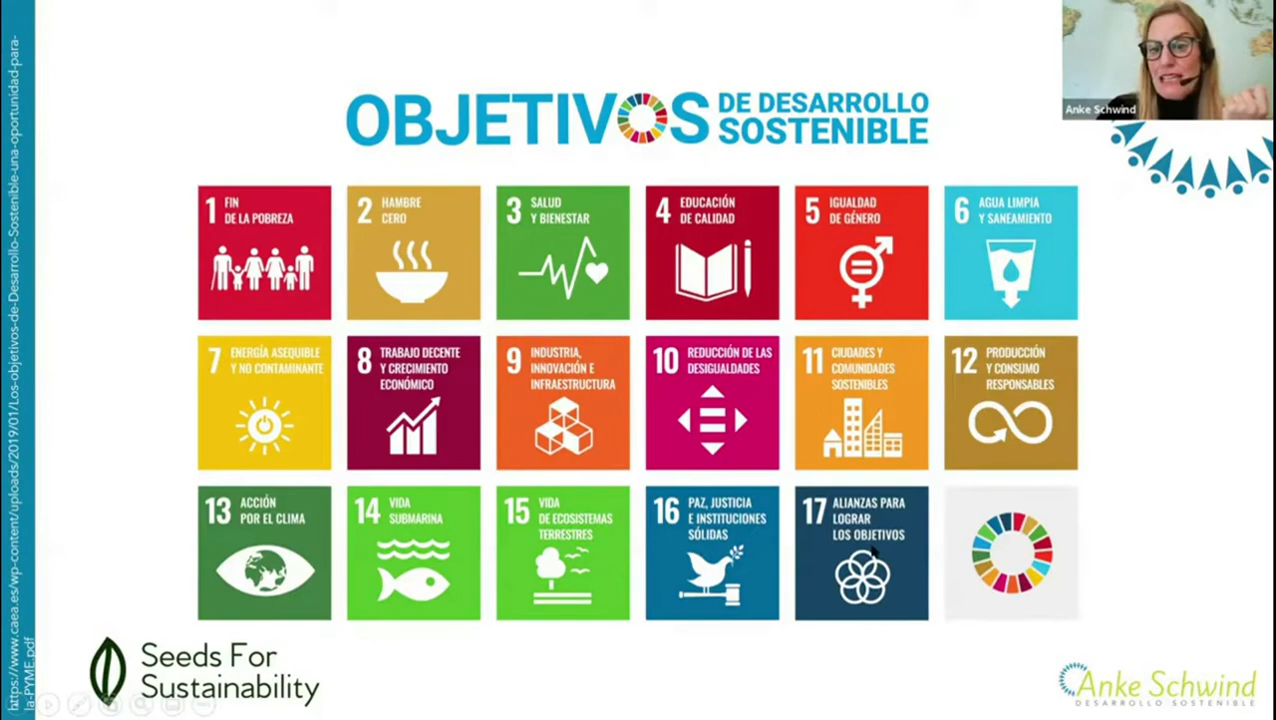 https://www.caea.es/wp-content/uploads/2019/01/Los-objetivos-de-Desarrollo-Sostenible-una-oportunidad-para-
la-PYME.pdf
Anke Schwind
OBJETIVOS
DE DESARROLLO
SOSTENIBLE
1 FIN
DE LA POBREZA
2 HAMBRE
CERO
3 SALUD
Y BIENESTAR
4 EDUCACIÓN
DE CALIDAD
5 IGUALDAD
DE GÉNERO
6 AGUA LIMPIA
Y SANEAMIENTO
7 ENERGÍA ASEQUIBLE
Y NO CONTAMINANTE
8 TRABAJO DECENTE
Y CRECIMIENTO
ECONÓMICO
9 INDUSTRIA,
INNOVACIÓN E
INFRAESTRUCTURA
10 REDUCCIÓN DE LAS
DESIGUALDADES
11 CIUDADES Y
COMUNIDADES
SOSTENIBLES
12 PRODUCCIÓN
Y CONSUMO
RESPONSABLES
13 ACCIÓN
POR EL CLIMA
14 VIDA
SUBMARINA
15 VIDA
DE ECOSISTEMAS
TERRESTRES
16 PAZ, JUSTICIA
E INSTITUCIONES
SÓLIDAS
17 ALIANZAS PARA
LOGRAR
LOS OBJETIVOS
Seeds For
Sustainability
Anke Schwind
DESARROLLO SOSTENIBLE